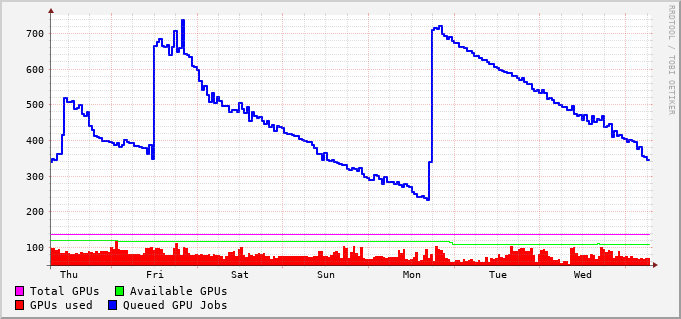 700
600
500
400
300
200
100
Thu Fri Sat Sun Mon Tue Wed
Total GPUs Available GPUs
GPUs used Queued GPU Jobs
RRDTOOL / TOBI OETIKER